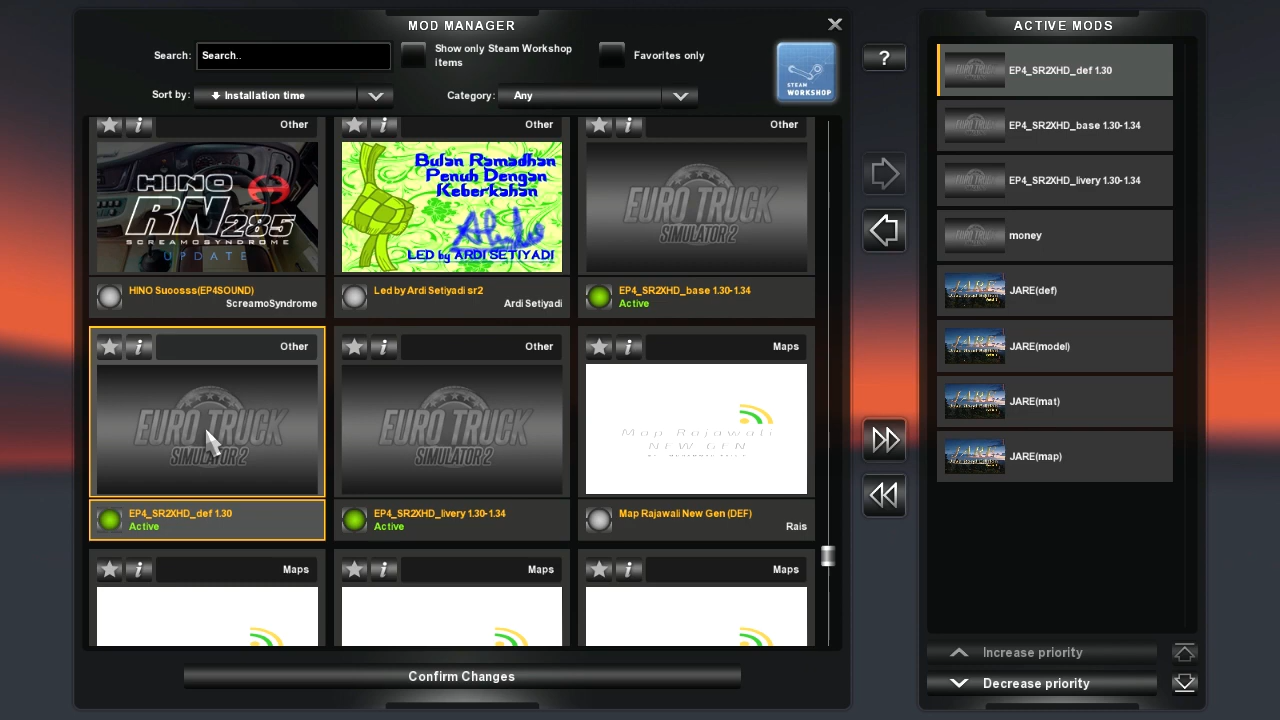 MOD MANAGER
Search:
Search..
Show only Steam Workshop
items
Favorites only
STEAM
WORKSHOP
Sort by:
Installation time
Category:
Any
Other
Other
Other
HINO
RN285
SCREAMOSYNDROME
UPDATE
Bulan Ramadhan
Penuh Dengan
Keberkahan
LED by ARDI SETIYADI
EURO TRUCK
SIMULATOR 2
HINO Suoosss(EP4SOUND)
ScreamoSyndrome
Led by Ardi Setiyadi sr2
Ardi Setiyadi
EP4_SR2XHD_base 1.30-1.34
Active
Other
Other
Maps
EURO TRUCK
SIMULATOR 2
EURO TRUCK
SIMULATOR 2
Map Rajawali
NEW GEN
EP4_SR2XHD_def 1.30
Active
EP4_SR2XHD_livery 1.30-1.34
Active
Map Rajawali New Gen (DEF)
Rais
Maps
Maps
Maps
Confirm Changes
?
ACTIVE MODS
EP4_SR2XHD_def 1.30
EP4_SR2XHD_base 1.30-1.34
EP4_SR2XHD_livery 1.30-1.34
money
JARE(def)
JARE(model)
JARE(mat)
JARE(map)
Increase priority
Decrease priority